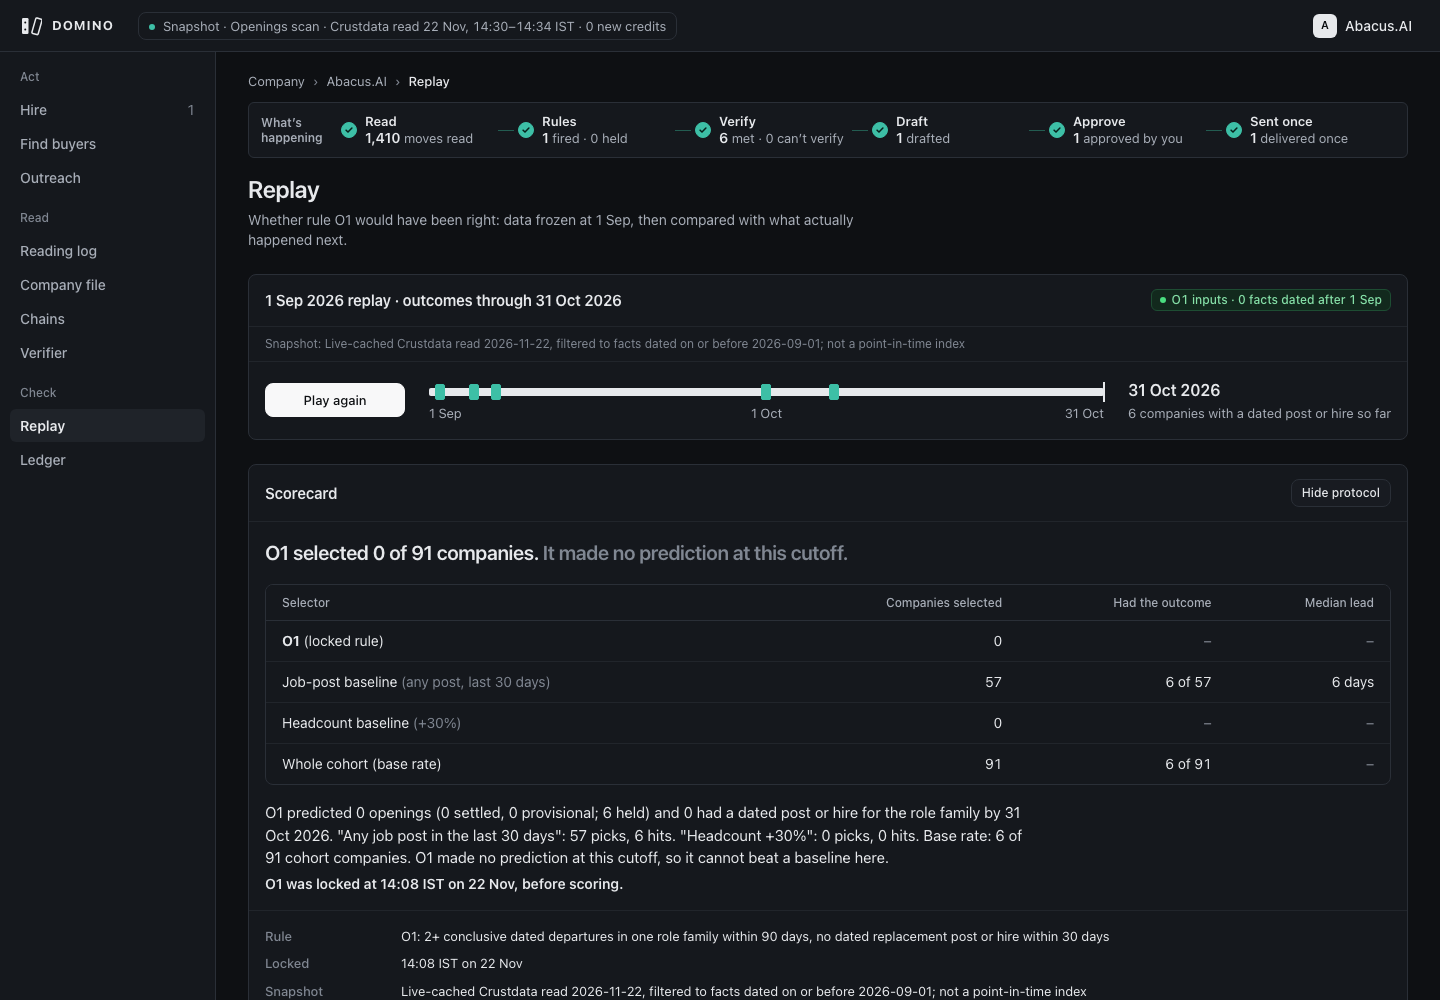 DOMINO
Snapshot · Openings scan · Crustdata read 22 Nov, 14:30–14:34 IST · 0 new credits
A
Abacus.AI
Act
Hire 1
Find buyers
Outreach
Read
Reading log
Company file
Chains
Verifier
Check
Replay
Ledger
Company › Abacus.AI › Replay
What's happening
Read
1,410 moves read
Rules
1 fired · 0 held
Verify
6 met · 0 can't verify
Draft
1 drafted
Approve
1 approved by you
Sent once
1 delivered once
Replay
Whether rule O1 would have been right: data frozen at 1 Sep, then compared with what actually
happened next.
1 Sep 2026 replay · outcomes through 31 Oct 2026
O1 inputs · 0 facts dated after 1 Sep
Snapshot: Live-cached Crustdata read 2026-11-22, filtered to facts dated on or before 2026-09-01; not a point-in-time index
Play again
1 Sep
1 Oct
31 Oct
31 Oct 2026
6 companies with a dated post or hire so far
Scorecard
Hide protocol
O1 selected 0 of 91 companies. It made no prediction at this cutoff.
Selector Companies selected Had the outcome Median lead
O1 (locked rule) 0 – –
Job-post baseline (any post, last 30 days) 57 6 of 57 6 days
Headcount baseline (+30%) 0 – –
Whole cohort (base rate) 91 6 of 91 –
O1 predicted 0 openings (0 settled, 0 provisional; 6 held) and 0 had a dated post or hire for the role family by 31
Oct 2026. "Any job post in the last 30 days": 57 picks, 6 hits. "Headcount +30%": 0 picks, 0 hits. Base rate: 6 of
91 cohort companies. O1 made no prediction at this cutoff, so it cannot beat a baseline here.
O1 was locked at 14:08 IST on 22 Nov, before scoring.
Rule O1: 2+ conclusive dated departures in one role family within 90 days, no dated replacement post or hire within 30 days
Locked 14:08 IST on 22 Nov
Snapshot Live-cached Crustdata read 2026-11-22, filtered to facts dated on or before 2026-09-01; not a point-in-time index